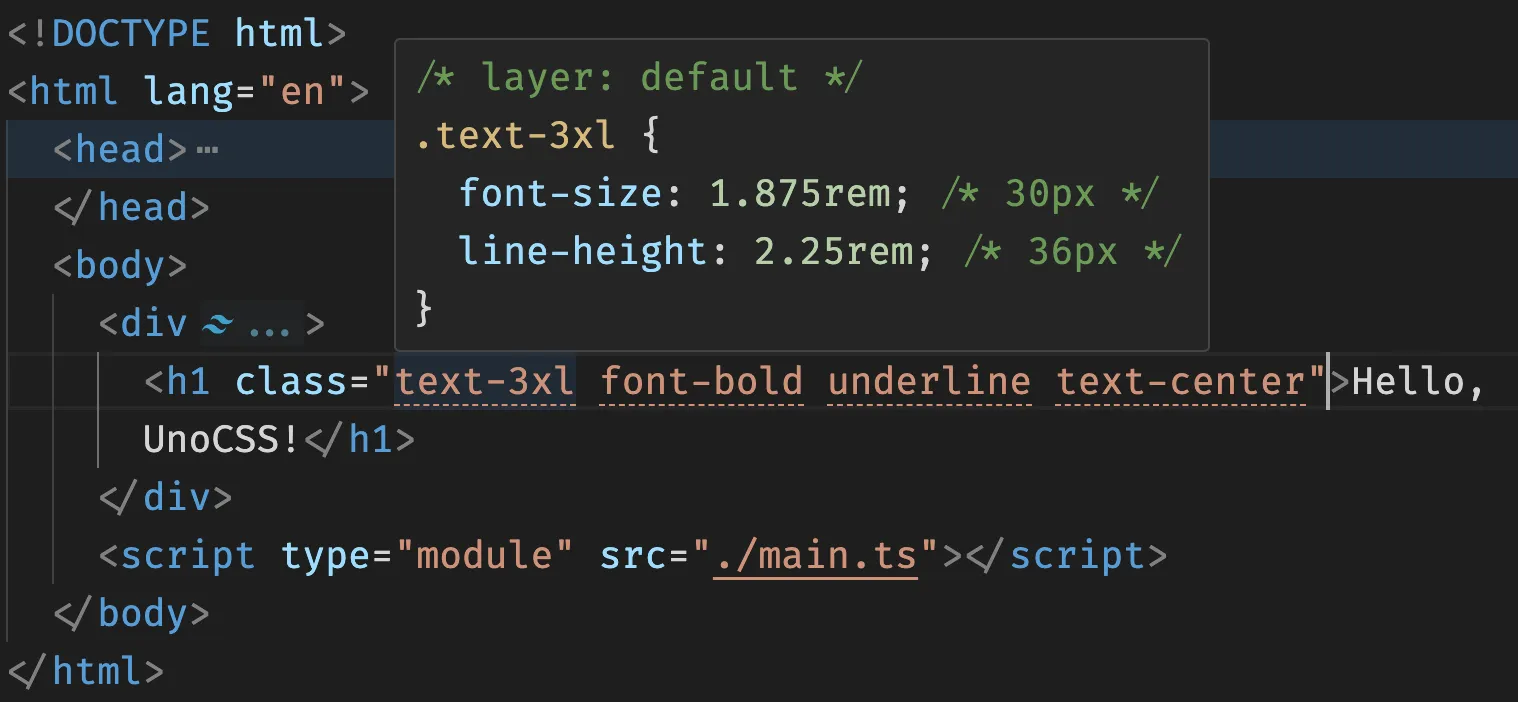 <!DOCTYPE html>
<html lang="en">
<head>⋯
</head>
<body>
<div ...>
/* layer: default */
.text-3xl {
font-size: 1.875rem; /* 30px */
line-height: 2.25rem; /* 36px */
}
<h1 class="text-3xl font-bold underline text-center">Hello,
UnoCSS!</h1>
</div>
<script type="module" src="./main.ts"></script>
</body>
</html>